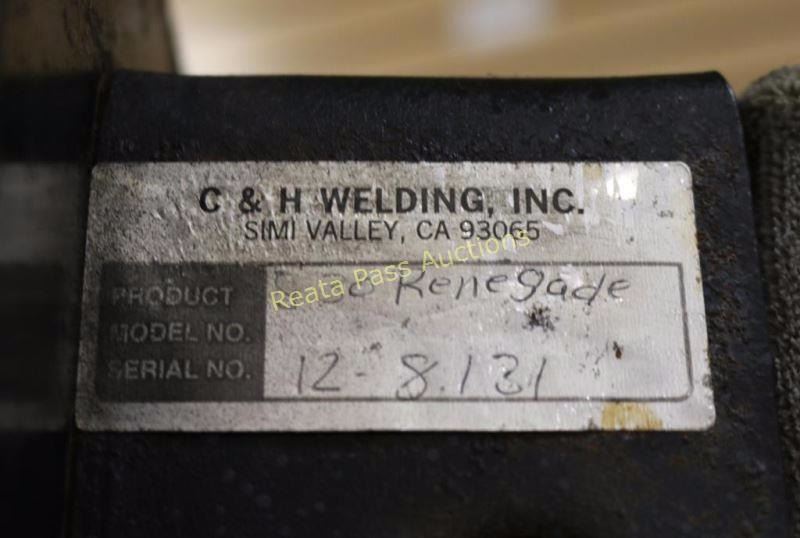 C & H WELDING, INC.
SIMI VALLEY, CA 93065
Reata Pass Auctions
PRODUCT Renegade
MODEL NO.
SERIAL NO. 12-8.131